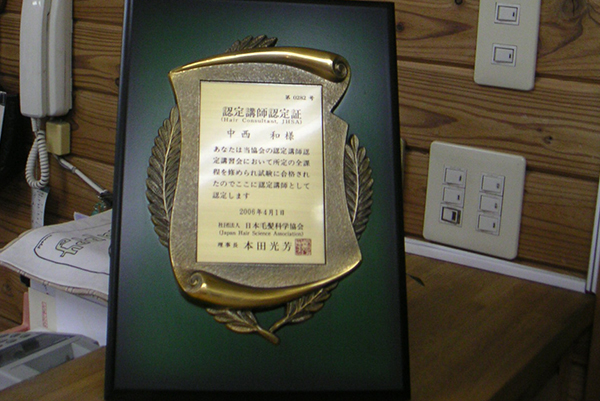 第 0262 号
認定講師認定証
(Hair Consultant, JHSA)
中西 和様
あなたは当協会の認定講師認
定講習会において所定の全課
程を修められ試験に合格され
たのでここに認定講師として
認定します
2006年4月1日
社団法人 日本毛髪科学協会
(Japan Hair Science Association)
理事長 本田光芳